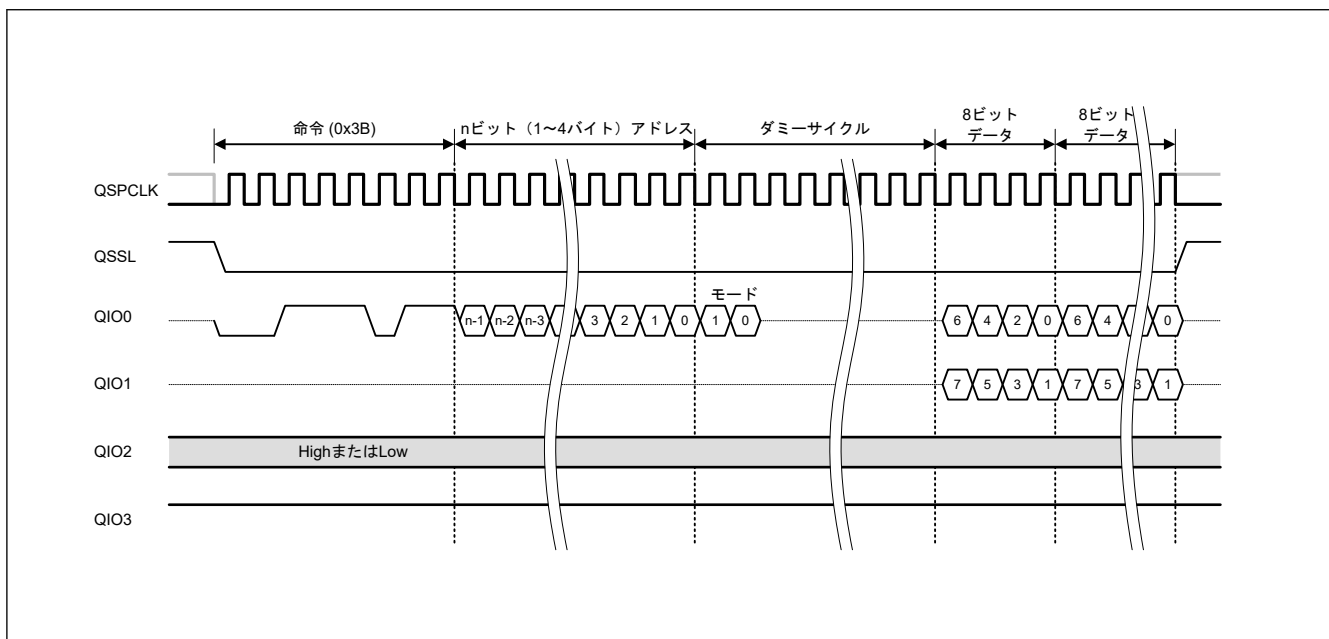 命令 (0x3B)
nビット（1～4バイト）アドレス
ダミーサイクル
8ビット
データ
8ビット
データ
QSPCLK
QSSL
モード
QIO0
n-1 n-2 n-3 3 2 1 0 1 0 6 4 2 0 6 4 0
QIO1
7 5 3 1 7 5 3 1
QIO2
HighまたはLow
QIO3